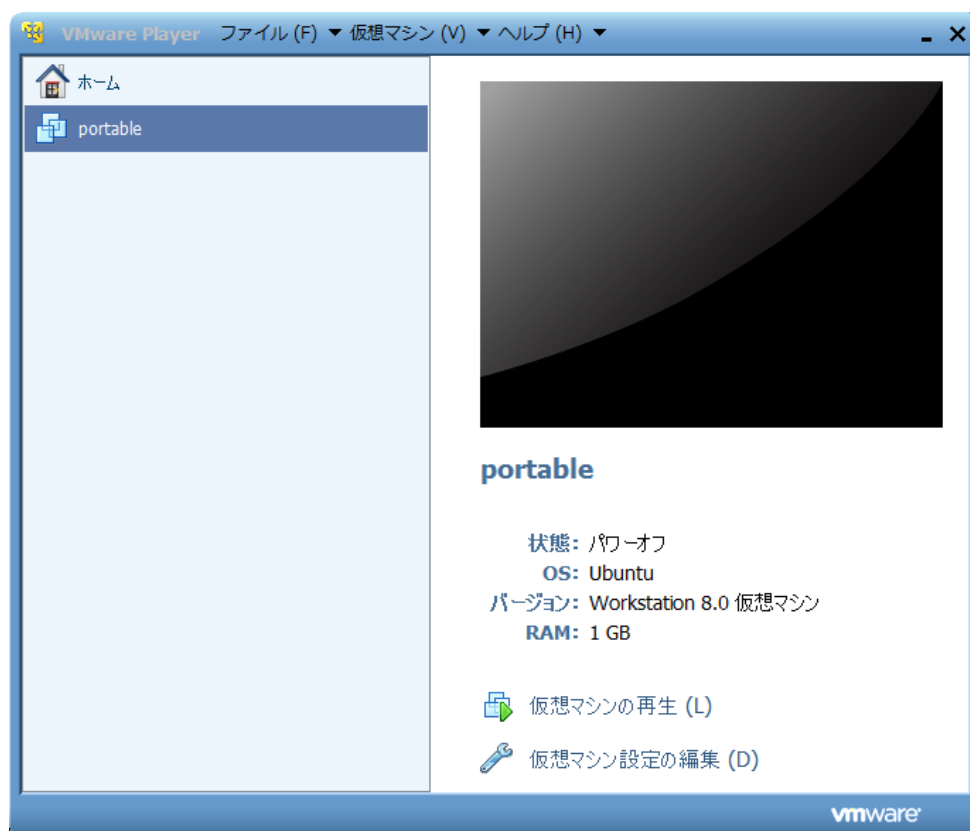 VMware Player ファイル (F) ▼ 仮想マシン (V) ▼ ヘルプ (H) ▼
ホーム
portable
portable
状態: パワーオフ
OS: Ubuntu
バージョン: Workstation 8.0 仮想マシン
RAM: 1 GB
仮想マシンの再生 (L)
仮想マシン設定の編集 (D)
vmware